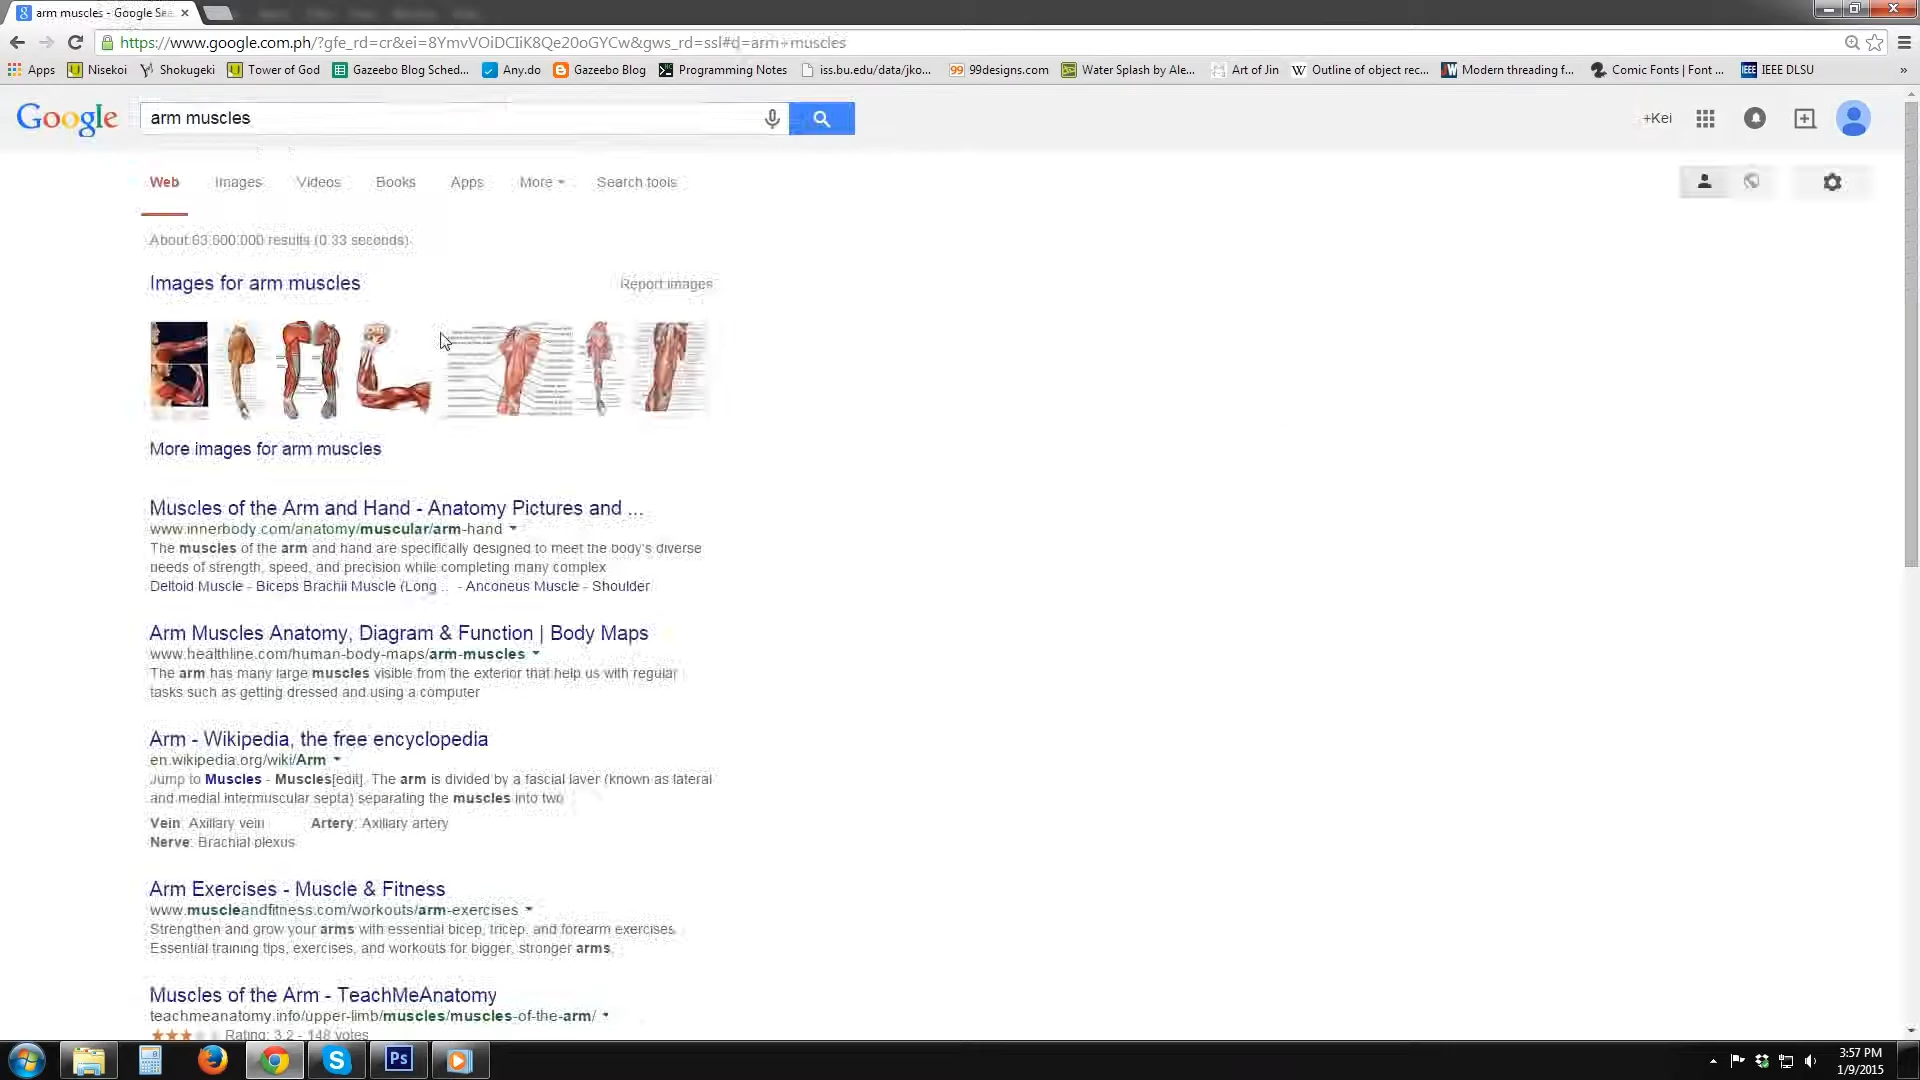 arm muscles - Google Sea
https://www.google.com.ph/?gfe_rd=cr&ei=8YmvVOiDCIiK8Qe20oGYCw&gws_rd=ssl#q=arm+muscles
Apps Nisekoi Shokugeki Tower of God Gazeebo Blog Sched... Any.do Gazeebo Blog Programming Notes iss.bu.edu/data/jko... 99designs.com Water Splash by Ale... Art of Jin Outline of object rec... Modern threading f... Comic Fonts | Font ... IEEE DLSU »
Google arm muscles +Kei
Web Images Videos Books Apps More Search tools
About 63,600,000 results (0.33 seconds)
Images for arm muscles Report images
More images for arm muscles
Muscles of the Arm and Hand - Anatomy Pictures and ...
www.innerbody.com/anatomy/muscular/arm-hand
The muscles of the arm and hand are specifically designed to meet the body's diverse
needs of strength, speed, and precision while completing many complex
Deltoid Muscle - Biceps Brachii Muscle (Long ... - Anconeus Muscle - Shoulder
Arm Muscles Anatomy, Diagram & Function | Body Maps
www.healthline.com/human-body-maps/arm-muscles
The arm has many large muscles visible from the exterior that help us with regular
tasks such as getting dressed and using a computer
Arm - Wikipedia, the free encyclopedia
en.wikipedia.org/wiki/Arm
Jump to Muscles - Muscles[edit]. The arm is divided by a fascial layer (known as lateral
and medial intermuscular septa) separating the muscles into two
Vein: Axillary vein Artery: Axillary artery
Nerve: Brachial plexus
Arm Exercises - Muscle & Fitness
www.muscleandfitness.com/workouts/arm-exercises
Strengthen and grow your arms with essential bicep, tricep, and forearm exercises.
Essential training tips, exercises, and workouts for bigger, stronger arms.
Muscles of the Arm - TeachMeAnatomy
teachmeanatomy.info/upper-limb/muscles/muscles-of-the-arm/
Rating: 3.2 - 148 votes
Ps
3:57 PM
1/9/2015